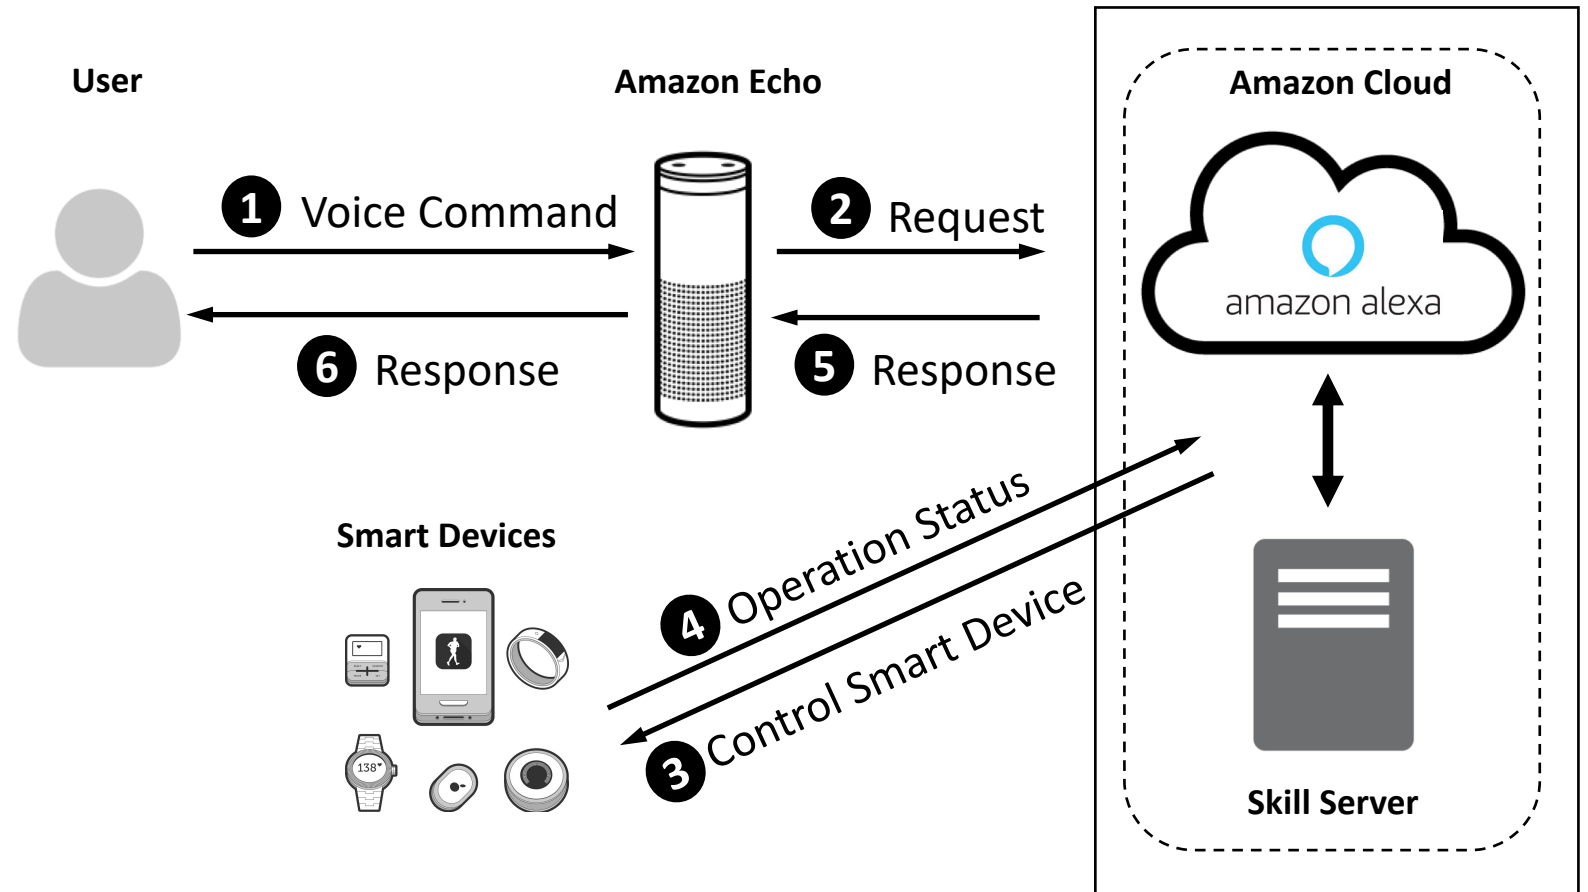 User
Amazon Echo
Amazon Cloud
1 Voice Command
2 Request
amazon alexa
6 Response
5 Response
Smart Devices
4 Operation Status
3 Control Smart Device
138
Skill Server